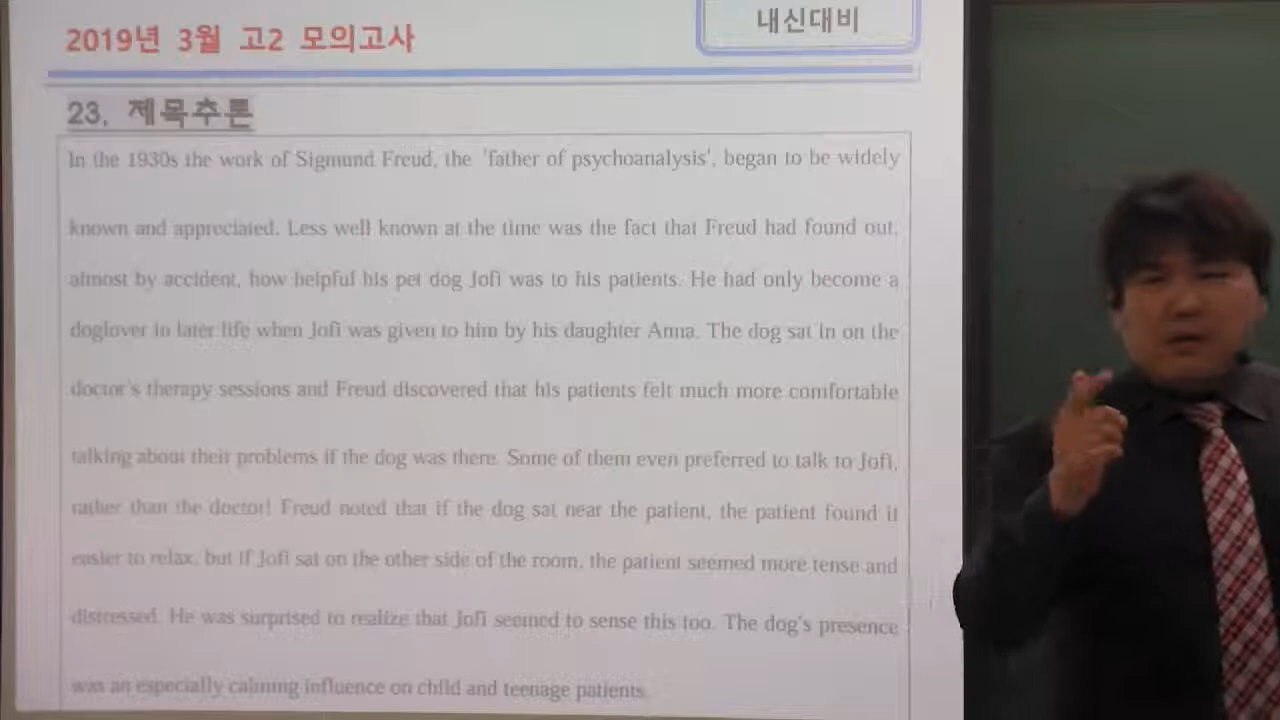 2019년 3월 고2 모의고사
내신대비
23. 제목추론
In the 1930s the work of Sigmund Freud, the 'father of psychoanalysis', began to be widely
known and appreciated. Less well known at the time was the fact that Freud had found out,
almost by accident, how helpful his pet dog Jofi was to his patients. He had only become a
doglover in later life when Jofi was given to him by his daughter Anna. The dog sat in on the
doctor's therapy sessions and Freud discovered that his patients felt much more comfortable
talking about their problems if the dog was there. Some of them even preferred to talk to Jofi,
rather than the doctor! Freud noted that if the dog sat near the patient, the patient found it
easier to relax, but if Jofi sat on the other side of the room, the patient seemed more tense and
distressed. He was surprised to realize that Jofi seemed to sense this too. The dog's presence
was an especially calming influence on child and teenage patients.